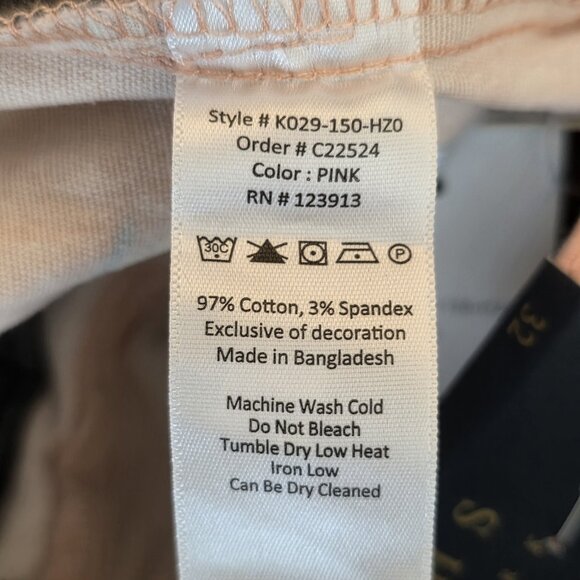 Style # K029-150-HZ0
Order # C22524
Color : PINK
RN # 123913
30C
P
97% Cotton, 3% Spandex
Exclusive of decoration
Made in Bangladesh
Machine Wash Cold
Do Not Bleach
Tumble Dry Low Heat
Iron Low
Can Be Dry Cleaned
32
S